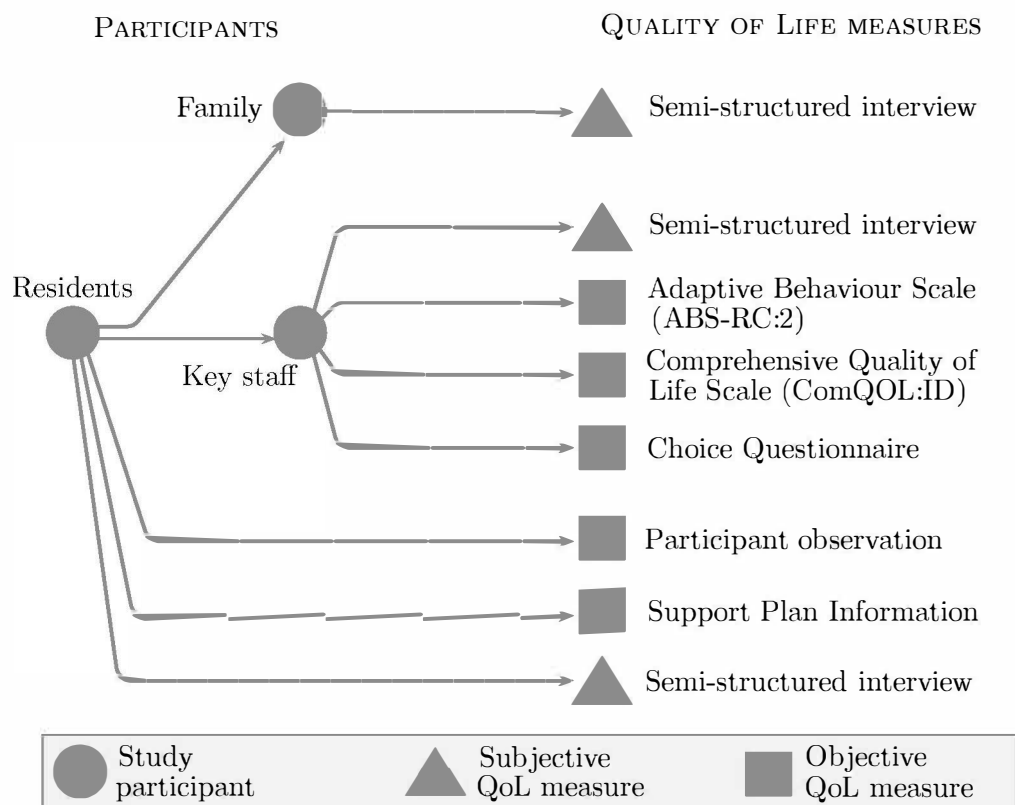 PARTICIPANTS
QUALITY OF LIFE MEASURES
Family
Semi-structured interview
Semi-structured interview
Residents
Adaptive Behaviour Scale
(ABS-RC:2)
Key staff
Comprehensive Quality of
Life Scale (ComQOL:ID)
Choice Questionnaire
Participant observation
Support Plan Information
Semi-structured interview
Study
participant
Subjective
QoL measure
Objective
QoL measure